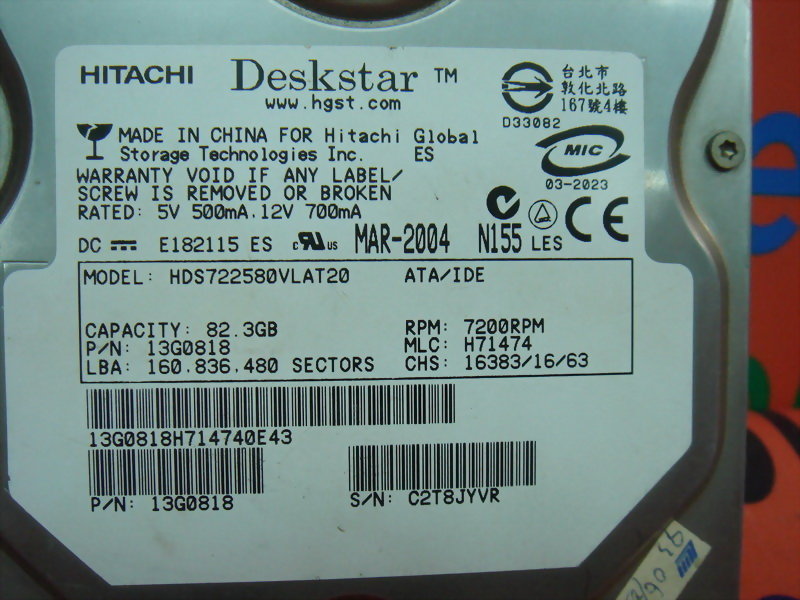 HITACHI Deskstar ™
www.hgst.com
台北市
敦化北路
167號4樓
D33082
MADE IN CHINA FOR Hitachi Global
Storage Technologies Inc. ES
MIC
03-2023
WARRANTY VOID IF ANY LABEL/
SCREW IS REMOVED OR BROKEN
RATED: 5V 500mA.12V 700mA
DC E182115 ES c RU us MAR-2004 N155 LES CE
MODEL: HDS722580VLAT20 ATA/IDE
CAPACITY: 82.3GB RPM: 7200RPM
P/N: 13G0818 MLC: H71474
LBA: 160.836.480 SECTORS CHS: 16383/16/63
13G0818H714740E43
P/N: 13G0818 S/N: C2T8JYVR